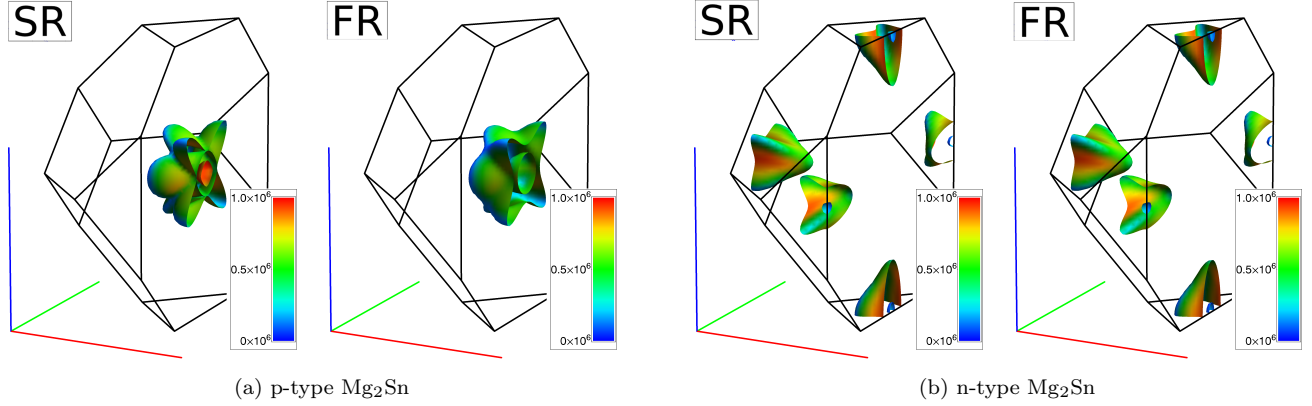 SR FR SR FR
1.0×10⁶ 1.0×10⁶ 1.0×10⁶ 1.0×10⁶
0.5×10⁶ 0.5×10⁶ 0.5×10⁶ 0.5×10⁶
0×10⁶ 0×10⁶ 0×10⁶ 0×10⁶
(a) p-type Mg₂Sn (b) n-type Mg₂Sn